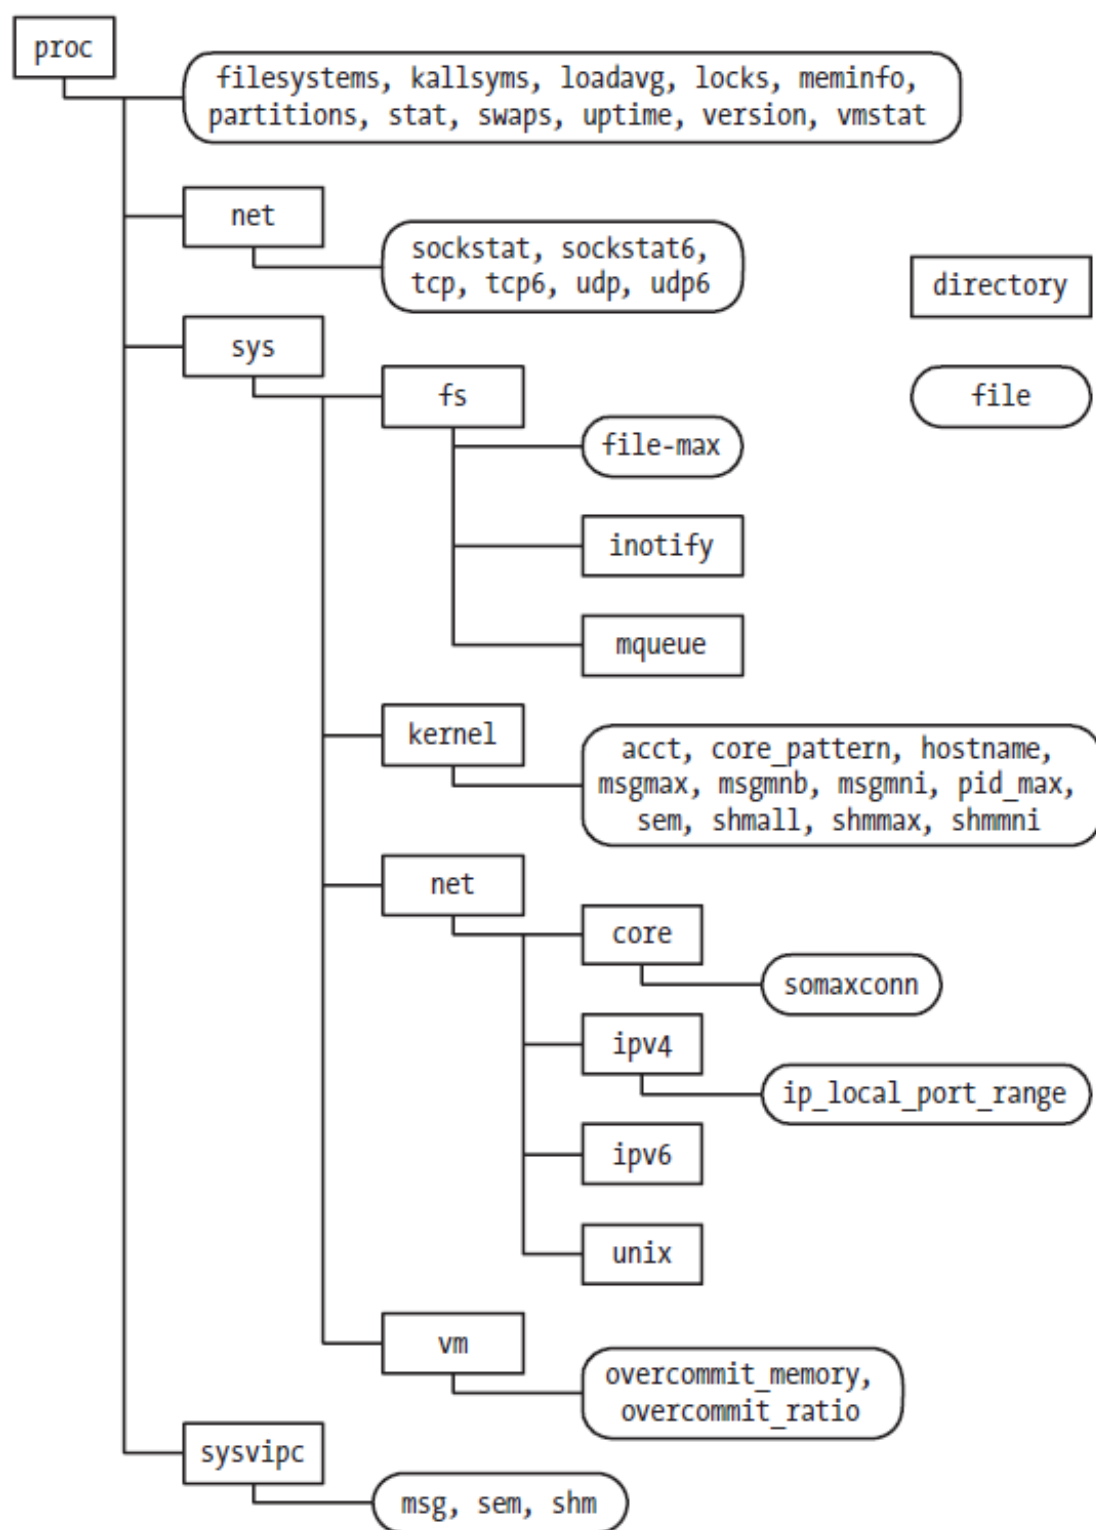 proc
filesystems, kallsyms, loadavg, locks, meminfo,
partitions, stat, swaps, uptime, version, vmstat
net
sockstat, sockstat6,
tcp, tcp6, udp, udp6
directory
sys
fs
file
file-max
inotify
mqueue
kernel
acct, core_pattern, hostname,
msgmax, msgmnb, msgmni, pid_max,
sem, shmall, shmmax, shmmni
net
core
somaxconn
ipv4
ip_local_port_range
ipv6
unix
vm
overcommit_memory,
overcommit_ratio
sysvipc
msg, sem, shm